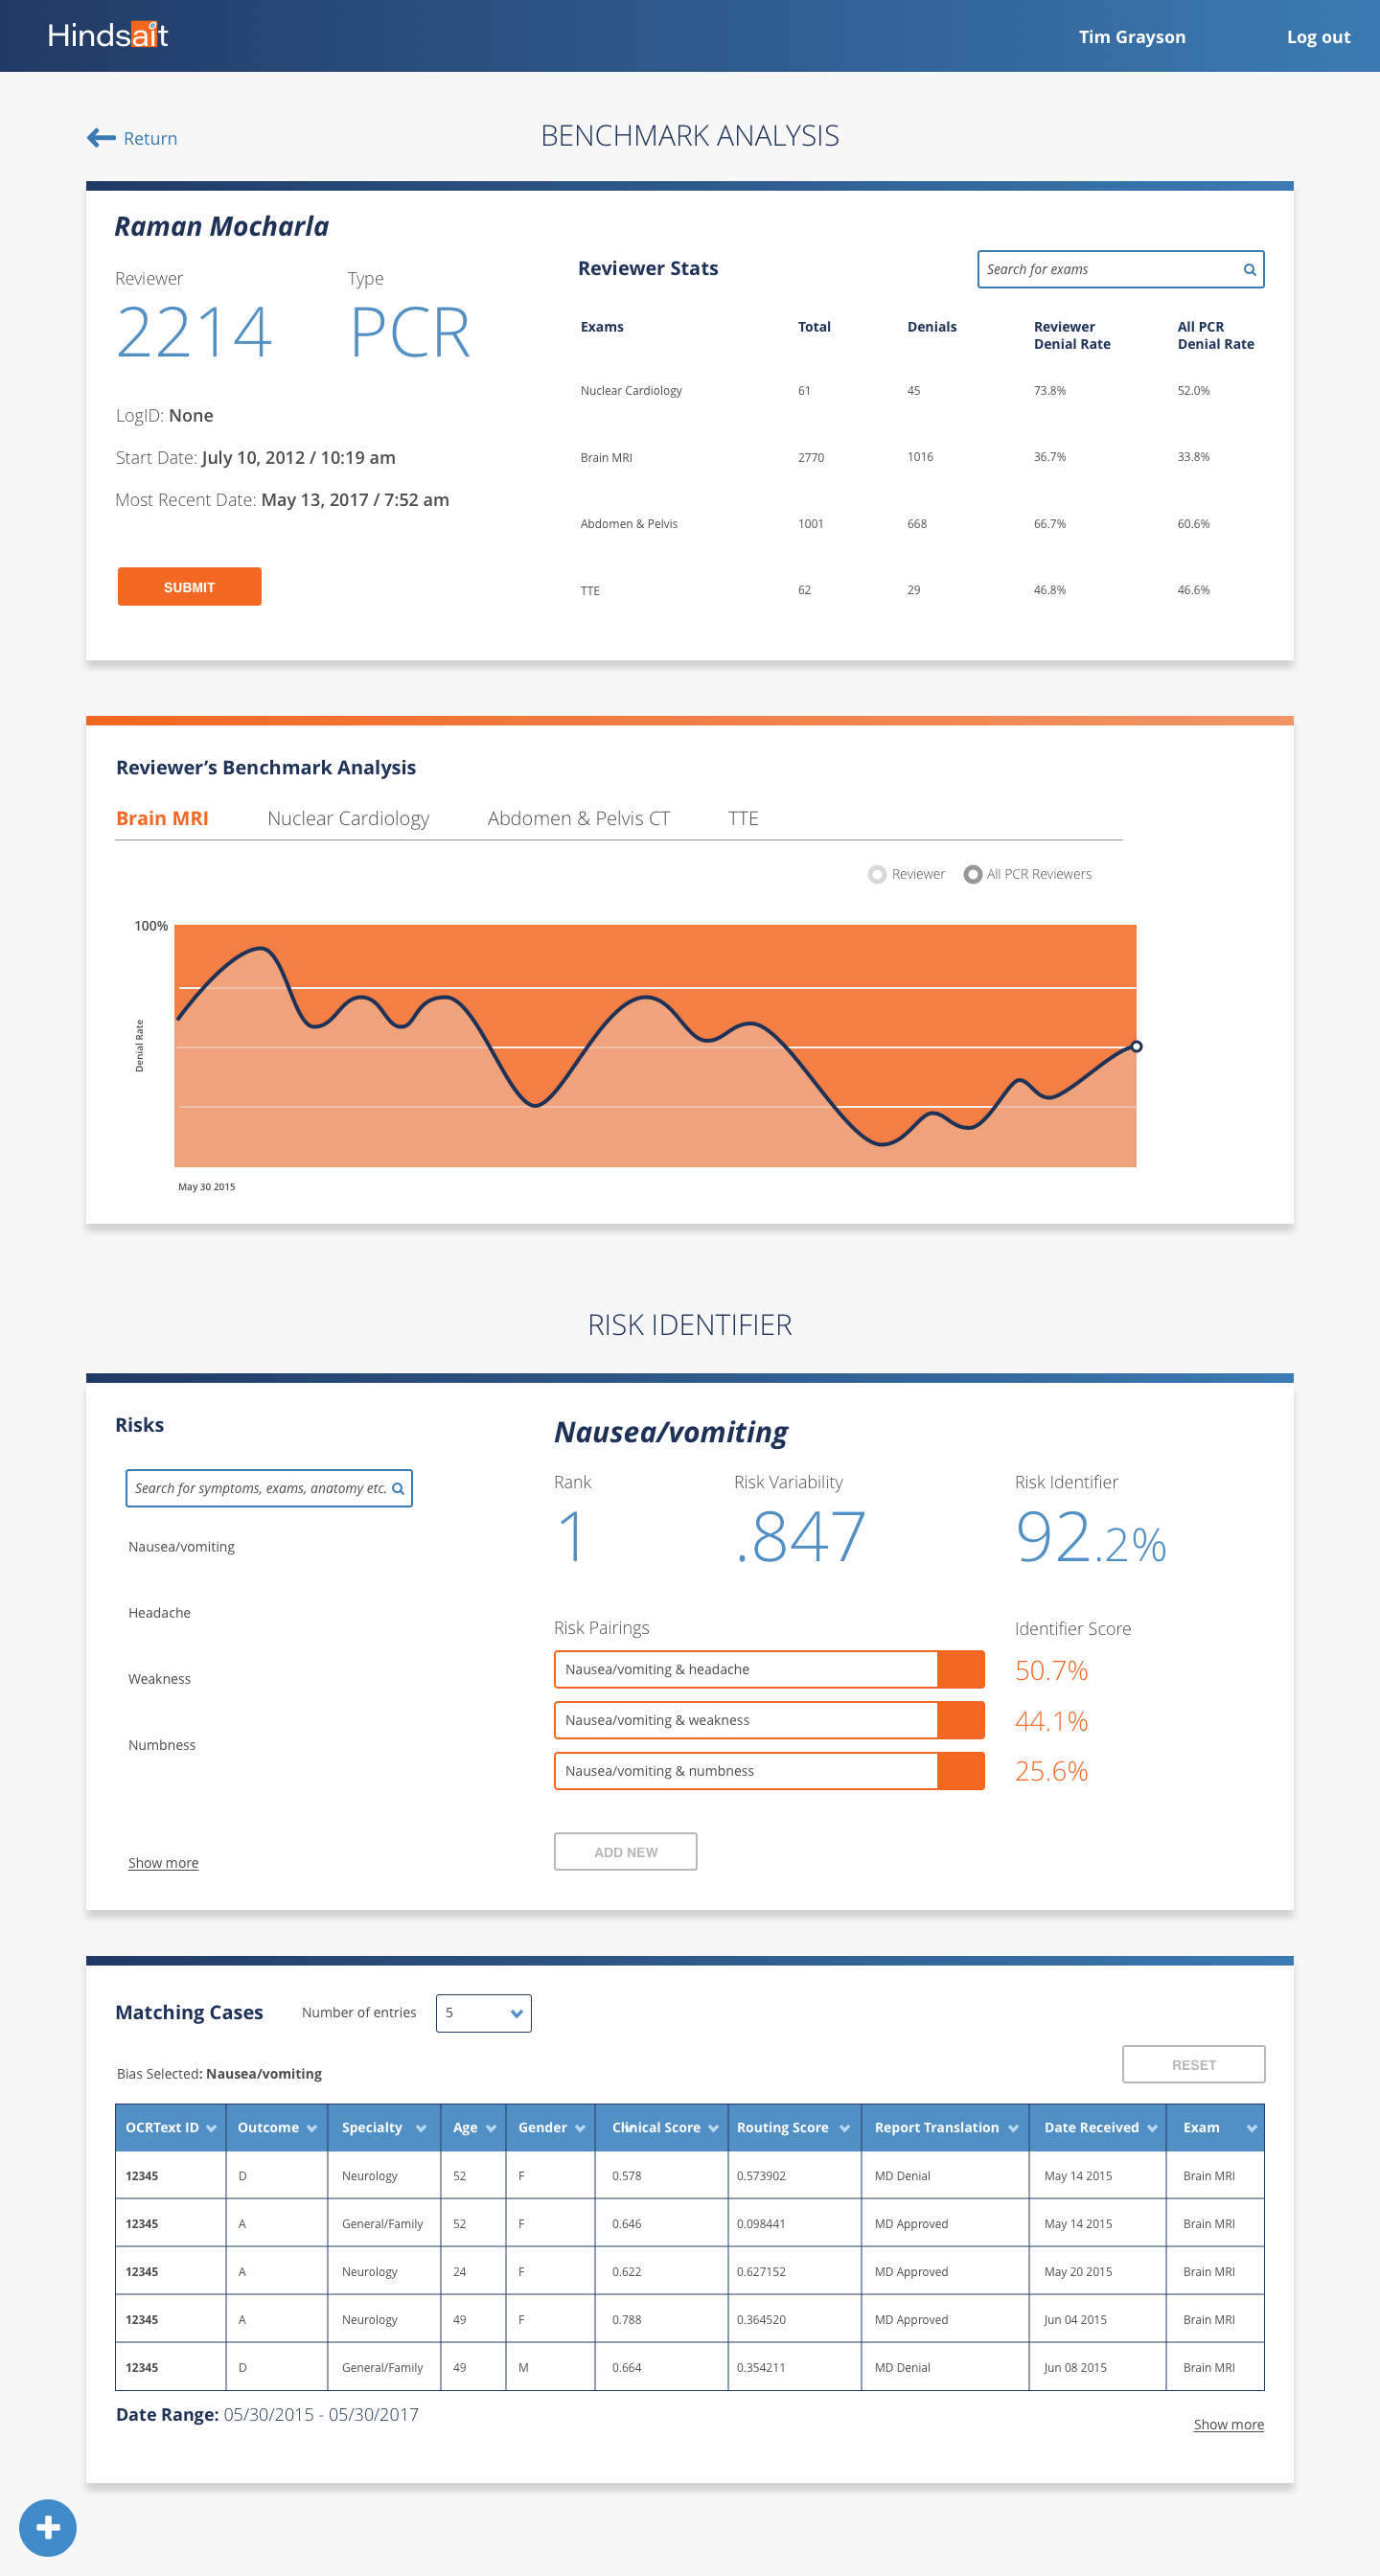 Hindsait
Tim Grayson
Log out
Return
BENCHMARK ANALYSIS
Raman Mocharla
Reviewer
Type
2214
PCR
LogID: None
Start Date: July 10, 2012 / 10:19 am
Most Recent Date: May 13, 2017 / 7:52 am
SUBMIT
Reviewer Stats
Search for exams
Exams Total Denials Reviewer Denial Rate All PCR Denial Rate
Nuclear Cardiology 61 45 73.8% 52.0%
Brain MRI 2770 1016 36.7% 33.8%
Abdomen & Pelvis 1001 668 66.7% 60.6%
TTE 62 29 46.8% 46.6%
Reviewer’s Benchmark Analysis
Brain MRI Nuclear Cardiology Abdomen & Pelvis CT TTE
Reviewer All PCR Reviewers
100%
Denial Rate
May 30 2015
RISK IDENTIFIER
Risks
Search for symptoms, exams, anatomy etc.
Nausea/vomiting
Headache
Weakness
Numbness
Show more
Nausea/vomiting
Rank Risk Variability Risk Identifier
1 .847 92.2%
Risk Pairings Identifier Score
Nausea/vomiting & headache 50.7%
Nausea/vomiting & weakness 44.1%
Nausea/vomiting & numbness 25.6%
ADD NEW
Matching Cases Number of entries 5
RESET
Bias Selected: Nausea/vomiting
OCRText ID Outcome Specialty Age Gender Clinical Score Routing Score Report Translation Date Received Exam
12345 D Neurology 52 F 0.578 0.573902 MD Denial May 14 2015 Brain MRI
12345 A General/Family 52 F 0.646 0.098441 MD Approved May 14 2015 Brain MRI
12345 A Neurology 24 F 0.622 0.627152 MD Approved May 20 2015 Brain MRI
12345 A Neurology 49 F 0.788 0.364520 MD Approved Jun 04 2015 Brain MRI
12345 D General/Family 49 M 0.664 0.354211 MD Denial Jun 08 2015 Brain MRI
Date Range: 05/30/2015 - 05/30/2017
Show more